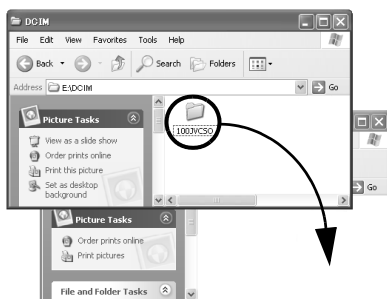 DCIM
File Edit View Favorites Tools Help
Back Search Folders
Address E:\DCIM Go
Picture Tasks
View as a slide show
Order prints online
Print this picture
Set as desktop
background
100JVCSO
Go
Picture Tasks
Order prints online
Print pictures
File and Folder Tasks